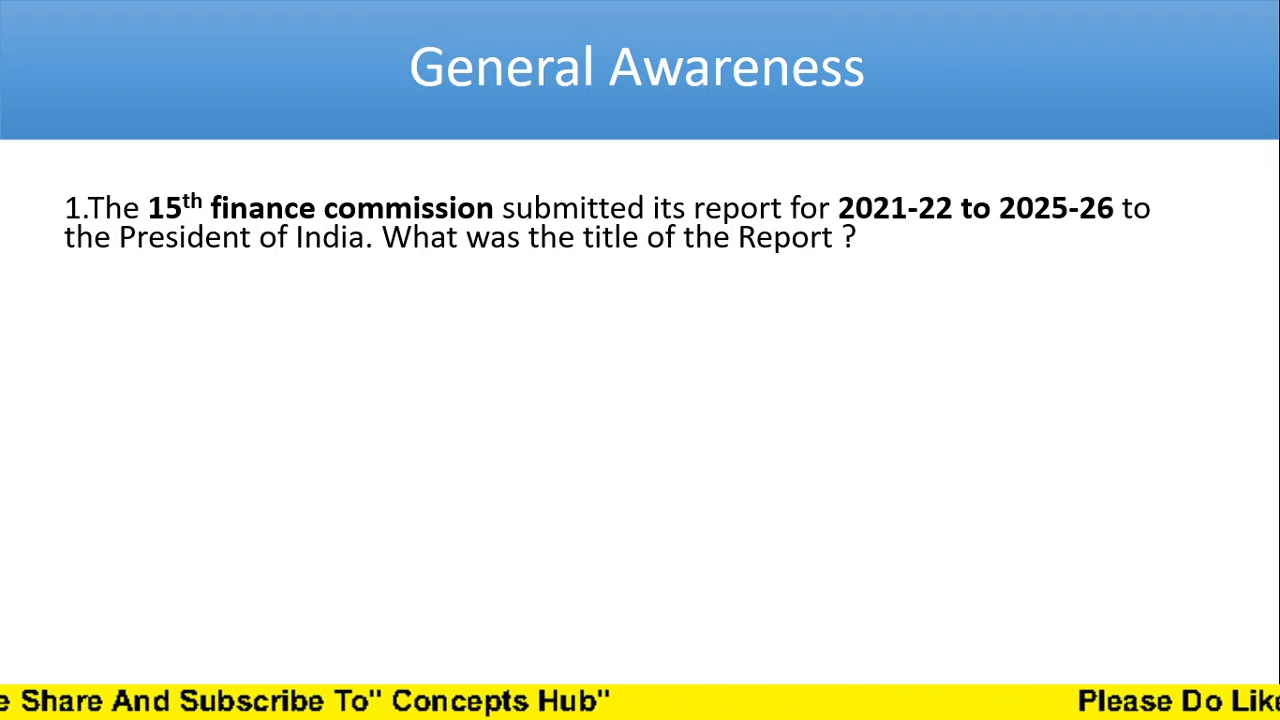 General Awareness
1.The 15th finance commission submitted its report for 2021-22 to 2025-26 to
the President of India. What was the title of the Report ?
e Share And Subscribe To" Concepts Hub" Please Do Like